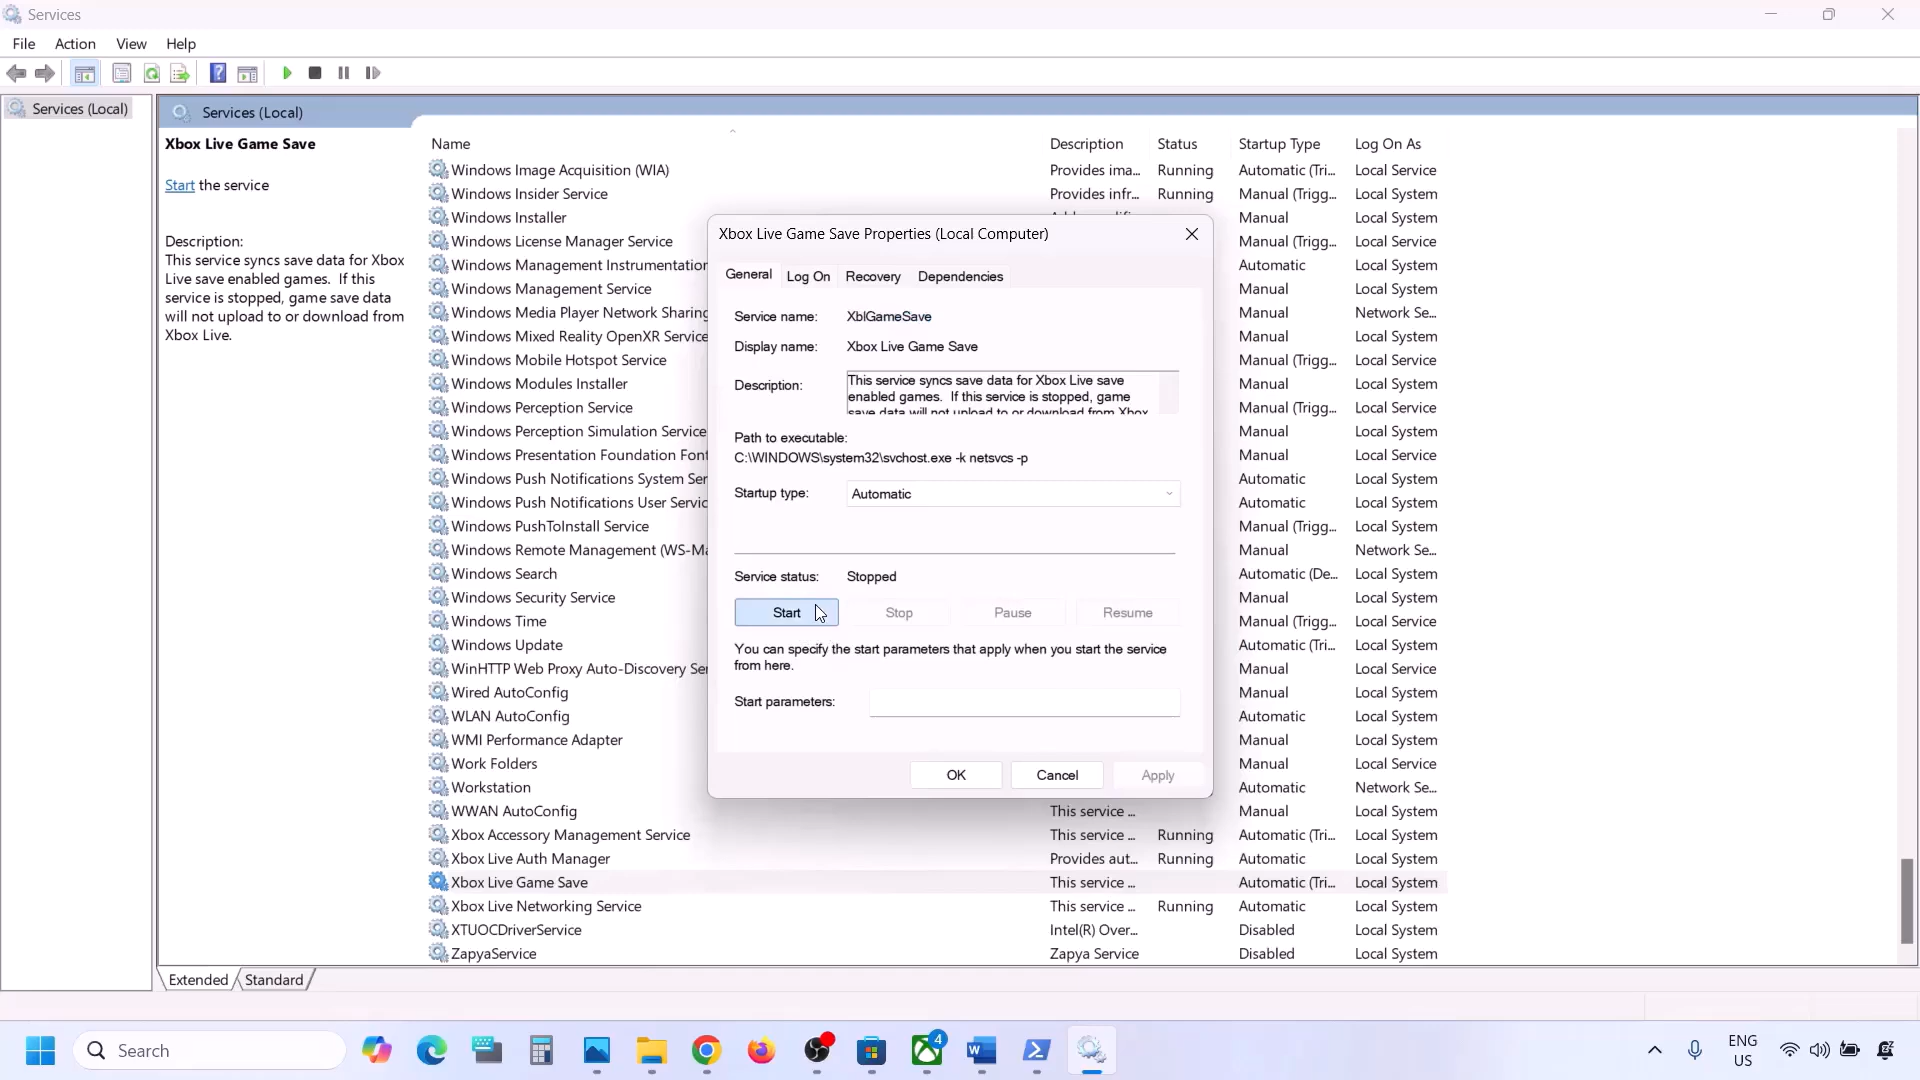 Services
File Action View Help
Services (Local)
Services (Local)
Xbox Live Game Save
Start the service
Description:
This service syncs save data for Xbox
Live save enabled games.  If this
service is stopped, game save data
will not upload to or download from
Xbox Live.
Name Description Status Startup Type Log On As
Windows Image Acquisition (WIA) Provides ima... Running Automatic (Tri... Local Service
Windows Insider Service Provides infr... Running Manual (Trigg... Local System
Windows Installer Manual Local System
Windows License Manager Service Manual (Trigg... Local Service
Windows Management Instrumentation Automatic Local System
Windows Management Service Manual Local System
Windows Media Player Network Sharing Manual Network Se...
Windows Mixed Reality OpenXR Service Manual Local System
Windows Mobile Hotspot Service Manual (Trigg... Local Service
Windows Modules Installer Manual Local System
Windows Perception Service Manual (Trigg... Local Service
Windows Perception Simulation Service Manual Local System
Windows Presentation Foundation Font Manual Local Service
Windows Push Notifications System Ser Automatic Local System
Windows Push Notifications User Servic Automatic Local System
Windows PushToInstall Service Manual (Trigg... Local System
Windows Remote Management (WS-Ma Manual Network Se...
Windows Search Automatic (De... Local System
Windows Security Service Manual Local System
Windows Time Manual (Trigg... Local Service
Windows Update Automatic (Tri... Local System
WinHTTP Web Proxy Auto-Discovery Ser Manual Local Service
Wired AutoConfig Manual Local System
WLAN AutoConfig Automatic Local System
WMI Performance Adapter Manual Local System
Work Folders Manual Local Service
Workstation Automatic Network Se...
WWAN AutoConfig This service ... Manual Local System
Xbox Accessory Management Service This service ... Running Automatic (Tri... Local System
Xbox Live Auth Manager Provides aut... Running Automatic Local System
Xbox Live Game Save This service ... Automatic (Tri... Local System
Xbox Live Networking Service This service ... Running Automatic Local System
XTUOCDriverService Intel(R) Over... Disabled Local System
ZapyaService Zapya Service Disabled Local System
Xbox Live Game Save Properties (Local Computer)
General Log On Recovery Dependencies
Service name: XblGameSave
Display name: Xbox Live Game Save
Description: This service syncs save data for Xbox Live save
enabled games.  If this service is stopped, game
save data will not upload to or download from Xbox
Path to executable:
C:\WINDOWS\system32\svchost.exe -k netsvcs -p
Startup type: Automatic
Service status: Stopped
Start Stop Pause Resume
You can specify the start parameters that apply when you start the service
from here.
Start parameters:
OK Cancel Apply
Extended Standard
Search
4
ENG
US